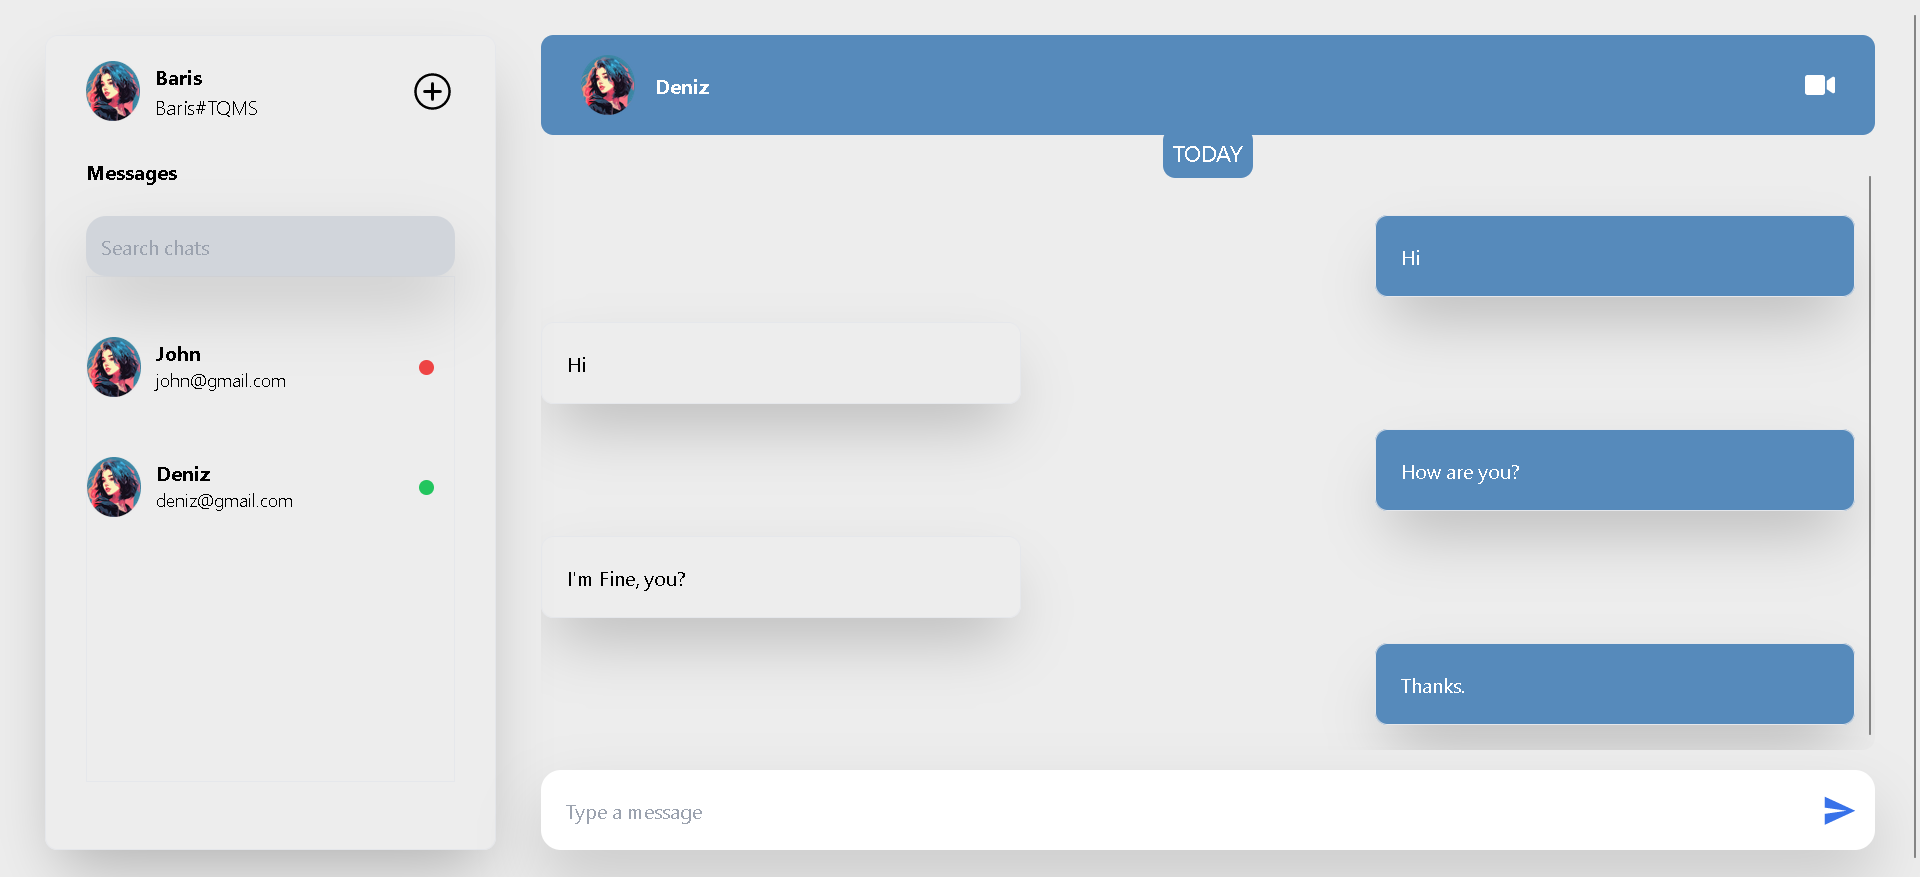 Baris
Baris#TQMS
Messages
Search chats
John
john@gmail.com
Deniz
deniz@gmail.com
Deniz
TODAY
Hi
Hi
How are you?
I'm Fine, you?
Thanks.
Type a message